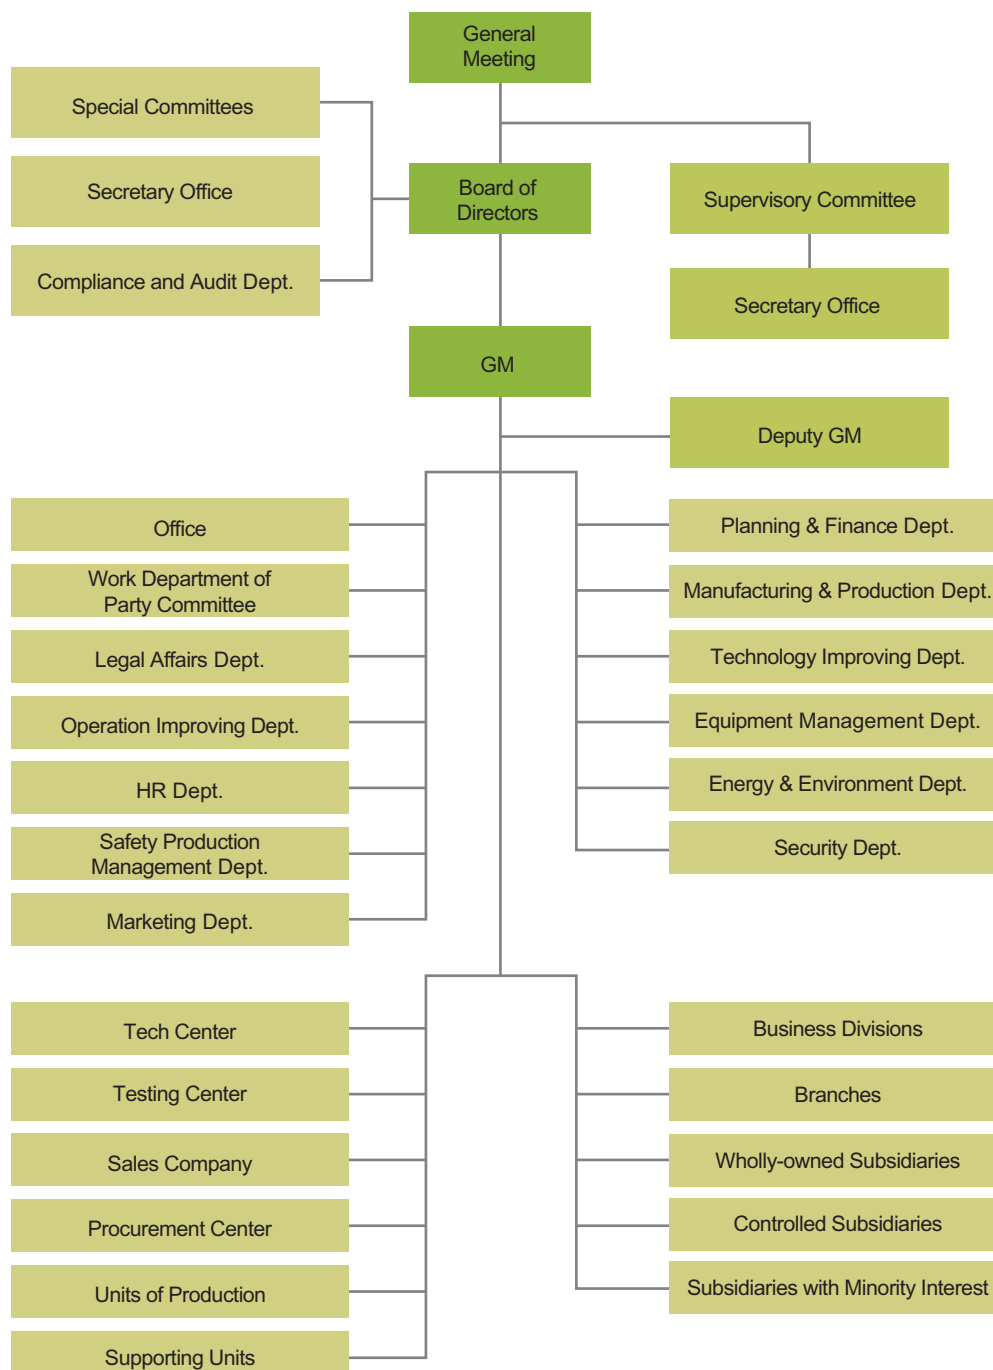 General
Meeting
Special Committees
Secretary Office
Compliance and Audit Dept.
Board of
Directors
Supervisory Committee
Secretary Office
GM
Deputy GM
Office
Work Department of
Party Committee
Legal Affairs Dept.
Operation Improving Dept.
HR Dept.
Safety Production
Management Dept.
Marketing Dept.
Planning & Finance Dept.
Manufacturing & Production Dept.
Technology Improving Dept.
Equipment Management Dept.
Energy & Environment Dept.
Security Dept.
Tech Center
Testing Center
Sales Company
Procurement Center
Units of Production
Supporting Units
Business Divisions
Branches
Wholly-owned Subsidiaries
Controlled Subsidiaries
Subsidiaries with Minority Interest